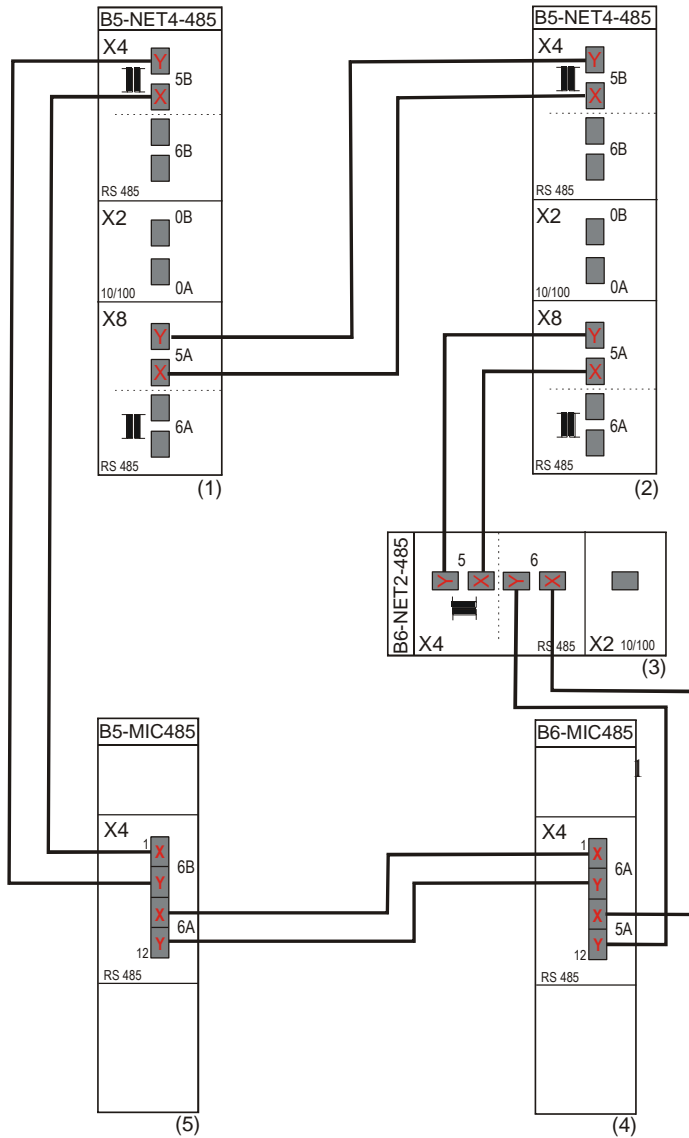 B5-NET4-485
X4
Y
5B
X
6B
RS 485
X2
0B
10/100
0A
X8
Y
5A
X
6A
RS 485
(1)
B5-NET4-485
X4
Y
5B
X
6B
RS 485
X2
0B
10/100
0A
X8
Y
5A
X
6A
RS 485
(2)
B6-NET2-485
5
6
Y
X
Y
X
X4
RS 485
X2
10/100
(3)
B5-MIC485
X4
1
X
6B
Y
X
6A
Y
12
RS 485
(5)
B6-MIC485
1
X4
1
X
6A
Y
X
5A
Y
12
RS 485
(4)